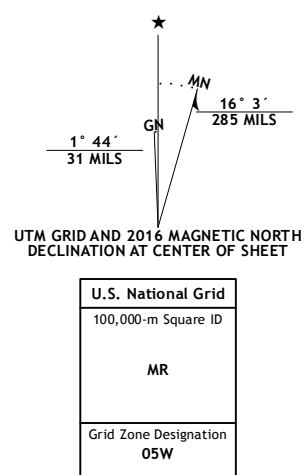 ★
MN
GN
1° 44´
31 MILS
16° 3´
285 MILS
UTM GRID AND 2016 MAGNETIC NORTH
DECLINATION AT CENTER OF SHEET
U.S. National Grid
100,000-m Square ID
MR
Grid Zone Designation
05W